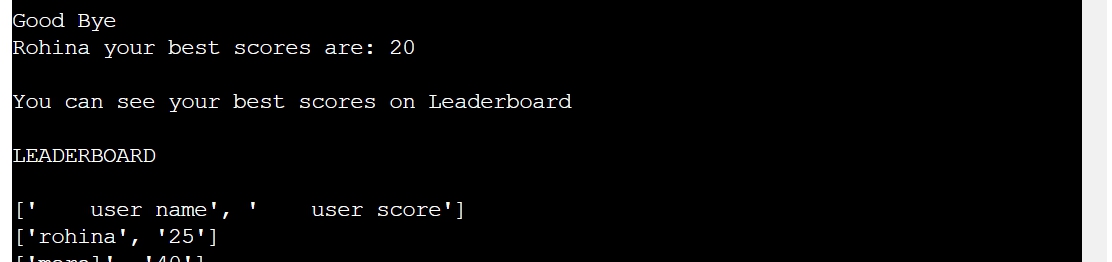 Good Bye
Rohina your best scores are: 20
You can see your best scores on Leaderboard
LEADERBOARD
['    user name', '    user score']
['rohina', '25']